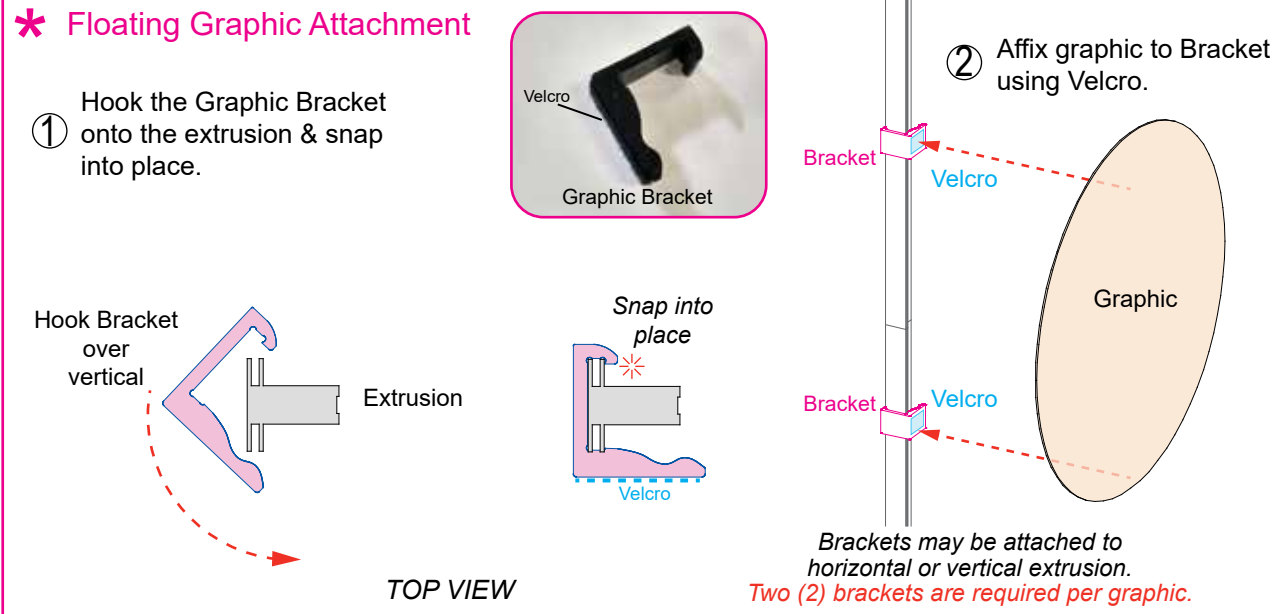 * Floating Graphic Attachment
① Hook the Graphic Bracket
onto the extrusion & snap
into place.
Velcro
Graphic Bracket
② Affix graphic to Bracket
using Velcro.
Bracket
Velcro
Graphic
Bracket
Velcro
Hook Bracket
over
vertical
Extrusion
Snap into
place
Velcro
TOP VIEW
Brackets may be attached to
horizontal or vertical extrusion.
Two (2) brackets are required per graphic.